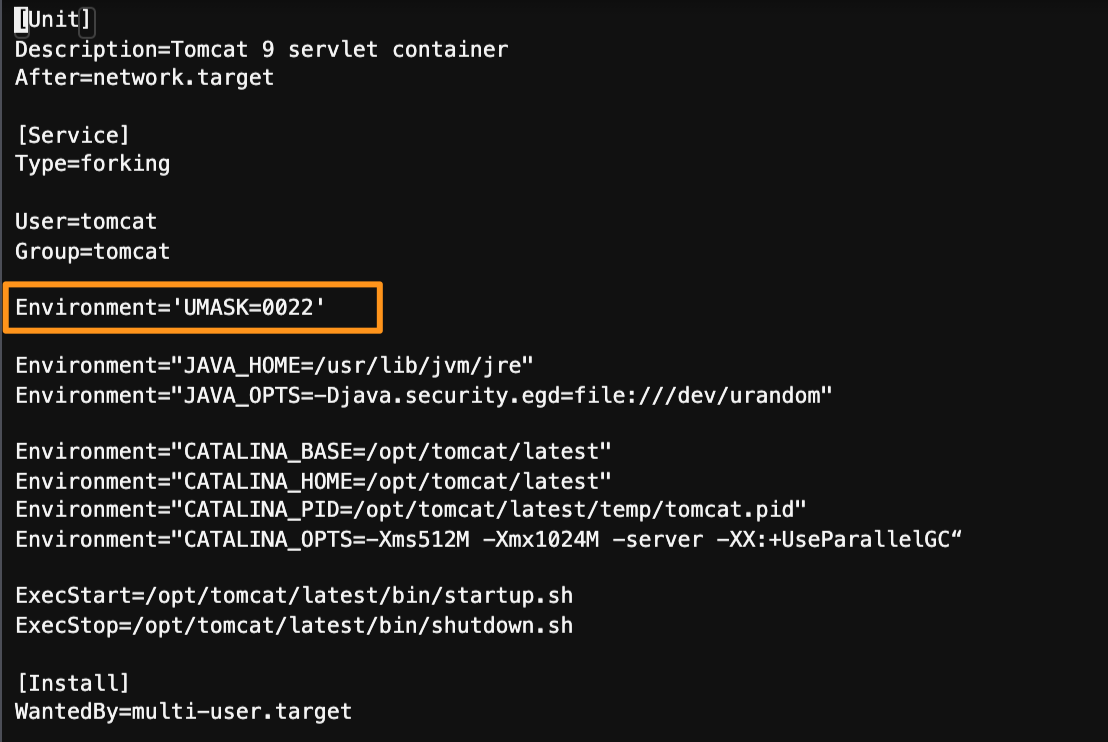 [Unit]
Description=Tomcat 9 servlet container
After=network.target
[Service]
Type=forking
User=tomcat
Group=tomcat
Environment='UMASK=0022'
Environment="JAVA_HOME=/usr/lib/jvm/jre"
Environment="JAVA_OPTS=-Djava.security.egd=file:///dev/urandom"
Environment="CATALINA_BASE=/opt/tomcat/latest"
Environment="CATALINA_HOME=/opt/tomcat/latest"
Environment="CATALINA_PID=/opt/tomcat/latest/temp/tomcat.pid"
Environment="CATALINA_OPTS=-Xms512M -Xmx1024M -server -XX:+UseParallelGC“
ExecStart=/opt/tomcat/latest/bin/startup.sh
ExecStop=/opt/tomcat/latest/bin/shutdown.sh
[Install]
WantedBy=multi-user.target